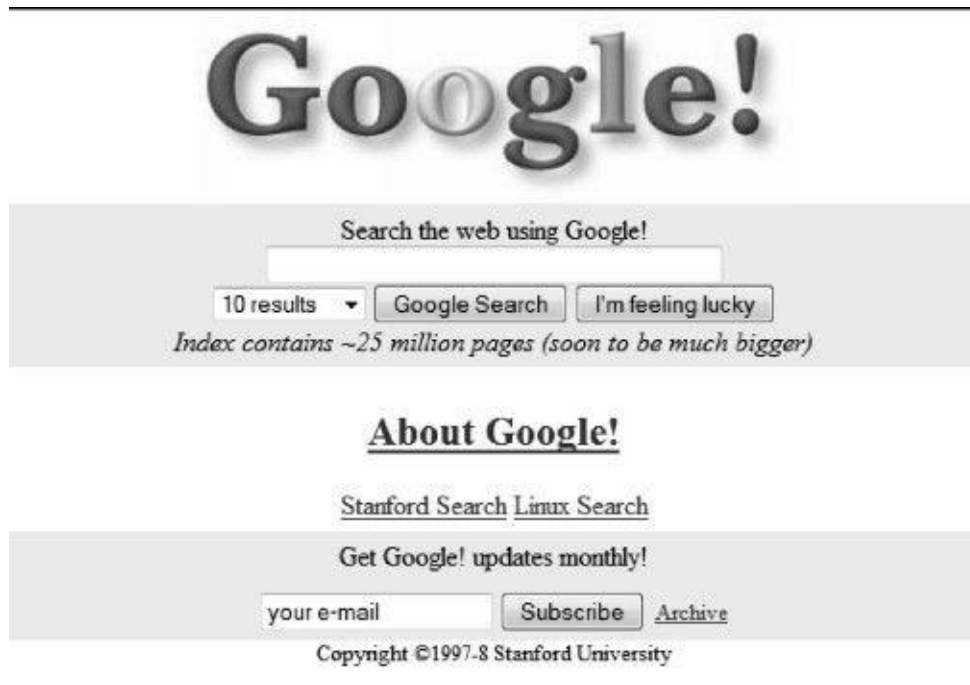 Google!
Search the web using Google!
10 results Google Search I'm feeling lucky
Index contains ~25 million pages (soon to be much bigger)
About Google!
Stanford Search Linux Search
Get Google! updates monthly!
your e-mail Subscribe Archive
Copyright ©1997-8 Stanford University